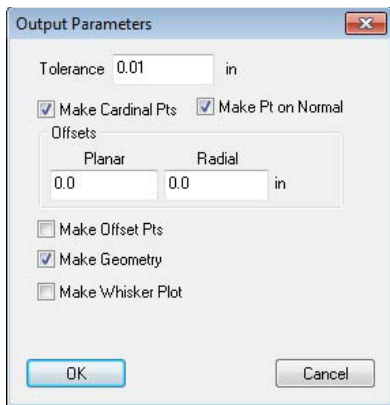 Output Parameters
Tolerance 0.01 in
Make Cardinal Pts Make Pt on Normal
Offsets
Planar Radial
0.0 0.0 in
Make Offset Pts
Make Geometry
Make Whisker Plot
OK Cancel